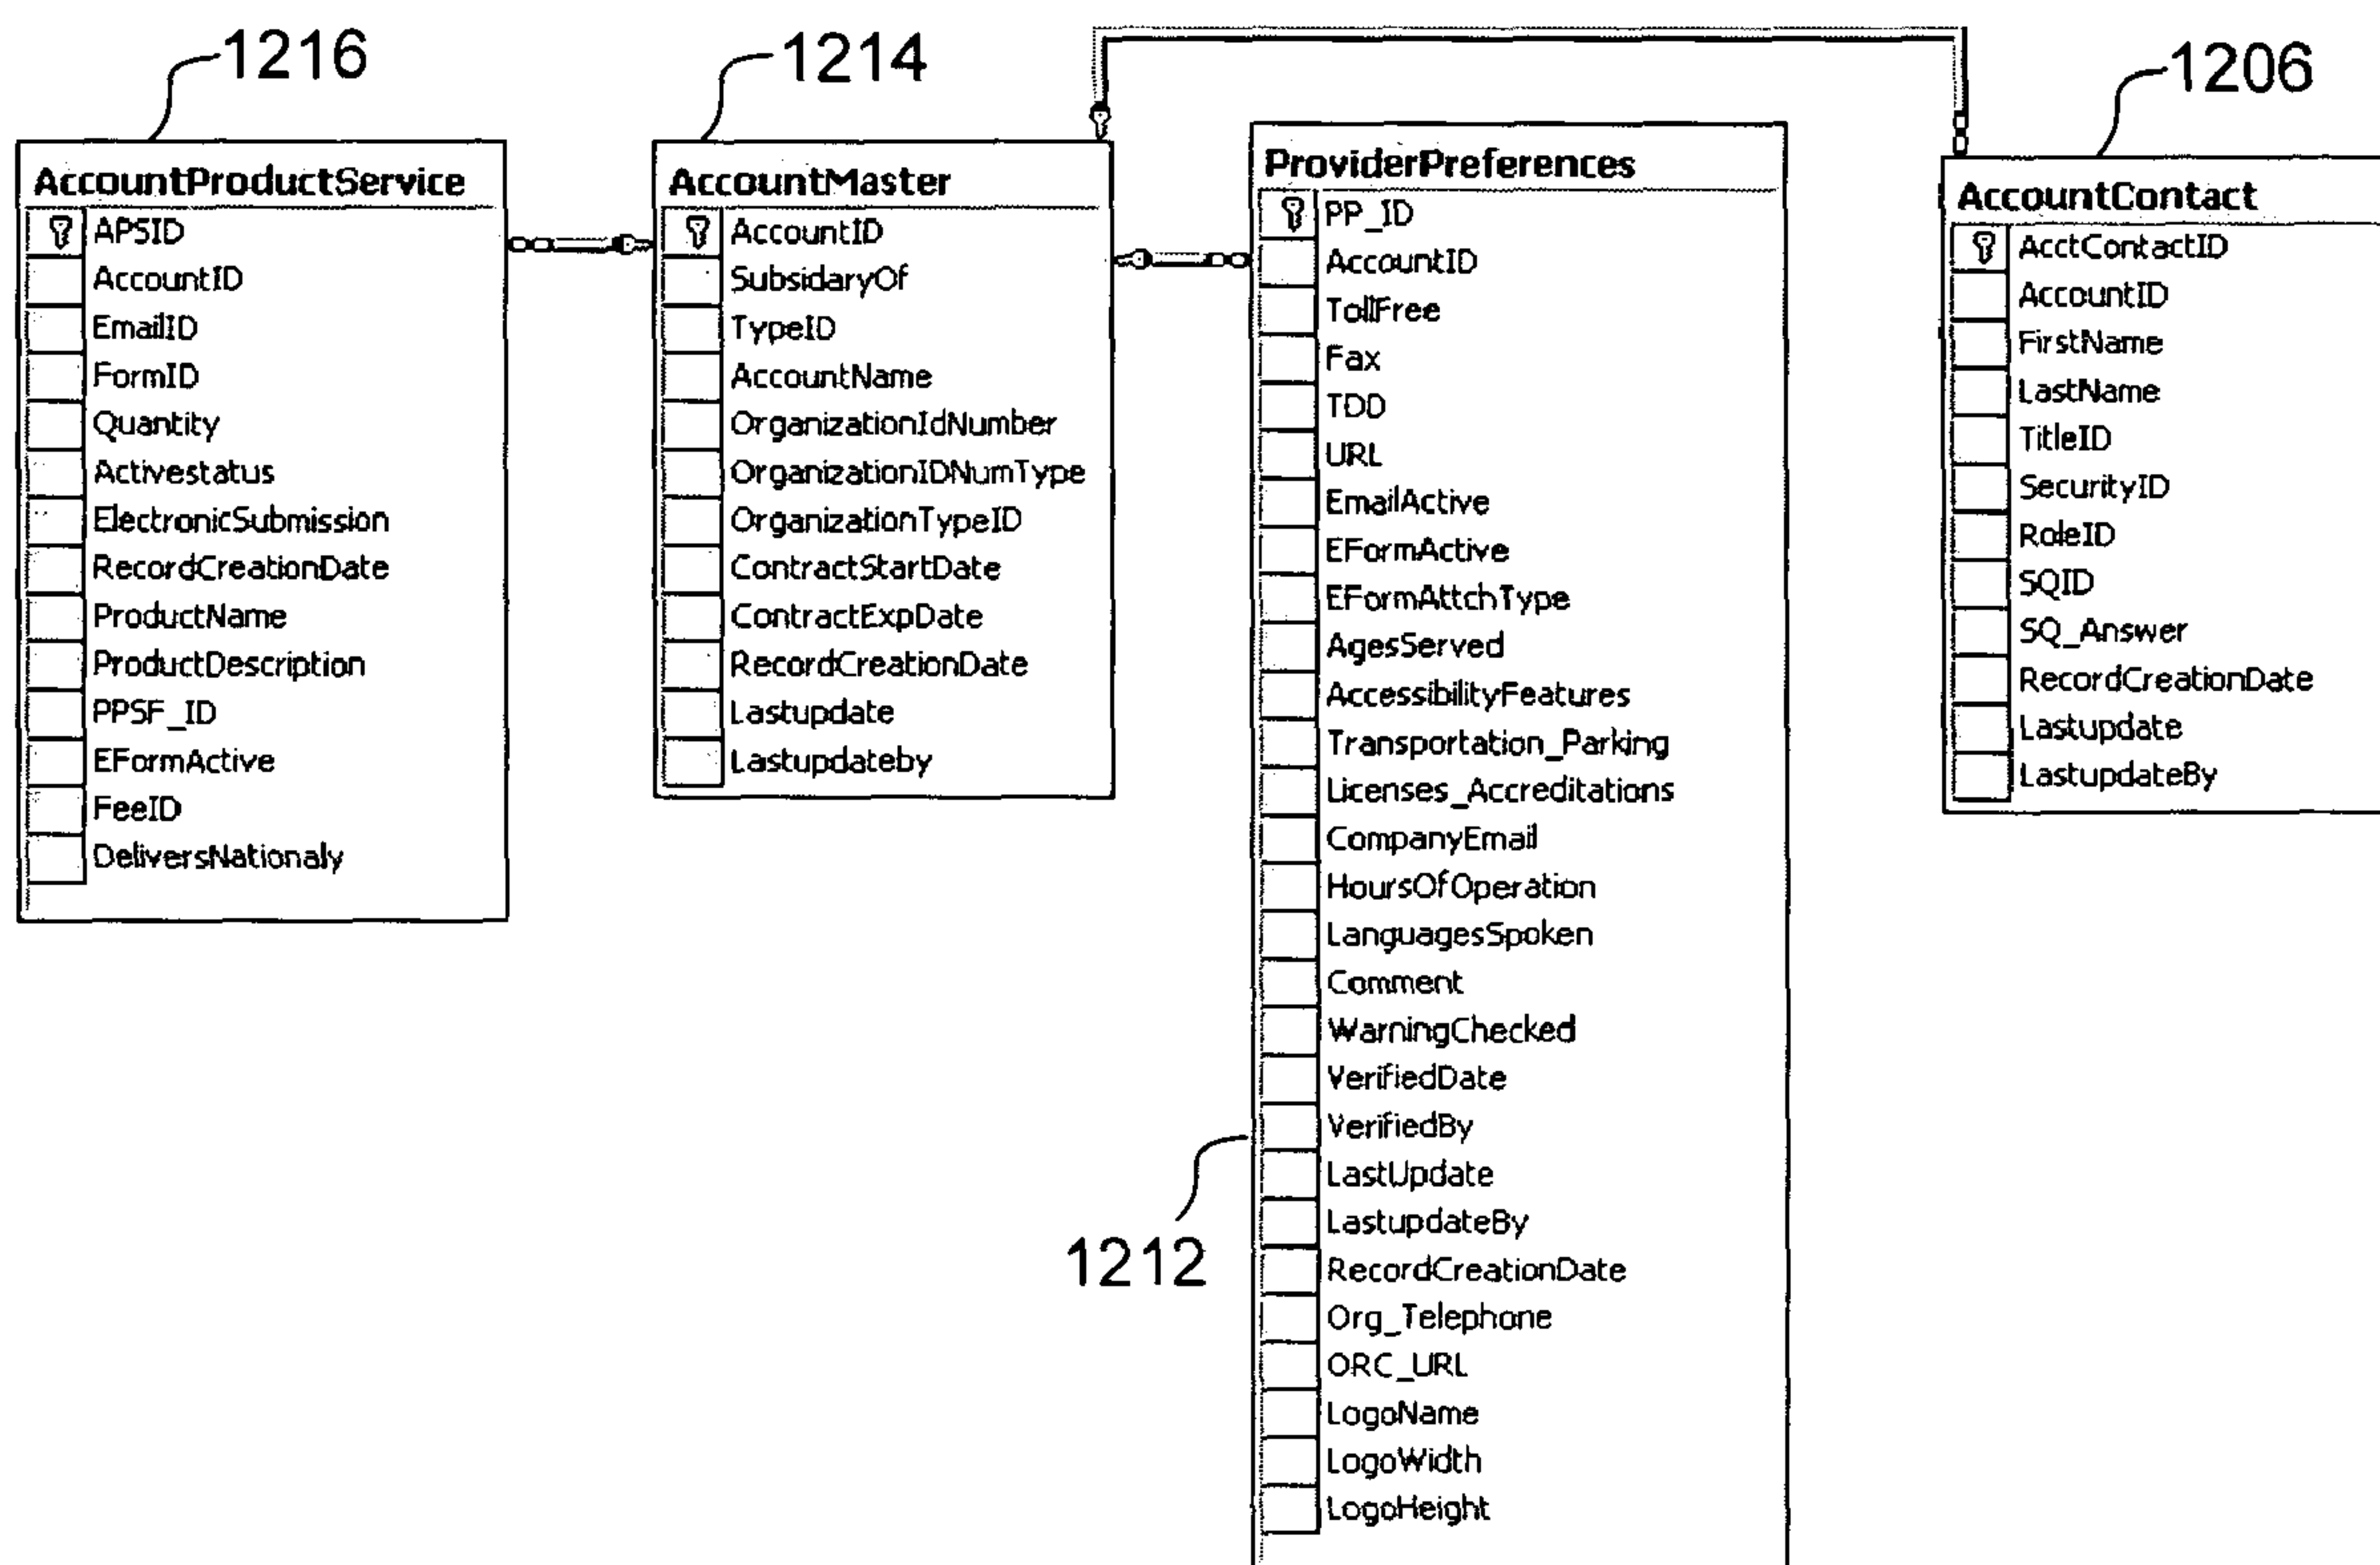 1216
AccountProductService
APSID
AccountID
EmailID
FormID
Quantity
Activestatus
ElectronicSubmission
RecordCreationDate
ProductName
ProductDescription
PPSF_ID
EFormActive
FeeID
DeliversNationaly
1214
AccountMaster
AccountID
SubsidaryOf
TypeID
AccountName
OrganizationIdNumber
OrganizationIDNumType
OrganizationTypeID
ContractStartDate
ContractExpDate
RecordCreationDate
Lastupdate
Lastupdateby
ProviderPreferences
PP_ID
AccountID
TollFree
Fax
TDD
URL
EmailActive
EFormActive
EFormAttchType
AgesServed
AccessibilityFeatures
Transportation_Parking
Licenses_Accreditations
CompanyEmail
HoursOfOperation
LanguagesSpoken
Comment
WarningChecked
VerifiedDate
VerifiedBy
LastUpdate
LastupdateBy
RecordCreationDate
Org_Telephone
ORC_URL
LogoName
LogoWidth
LogoHeight
1212
1206
AccountContact
AcctContactID
AccountID
FirstName
LastName
TitleID
SecurityID
RoleID
SQID
SQ_Answer
RecordCreationDate
Lastupdate
LastupdateBy